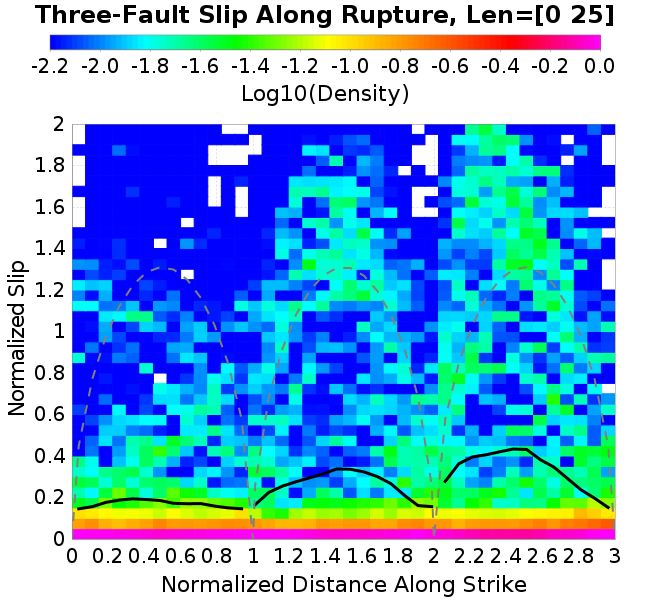 Three-Fault Slip Along Rupture, Len=[0 25]
-2.2 -2.0 -1.8 -1.6 -1.4 -1.2 -1.0 -0.8 -0.6 -0.4 -0.2 0.0
Log10(Density)
2
1.8
1.6
1.4
1.2
1
0.8
0.6
0.4
0.2
0
Normalized Slip
0 0.2 0.4 0.6 0.8 1 1.2 1.4 1.6 1.8 2 2.2 2.4 2.6 2.8 3
Normalized Distance Along Strike